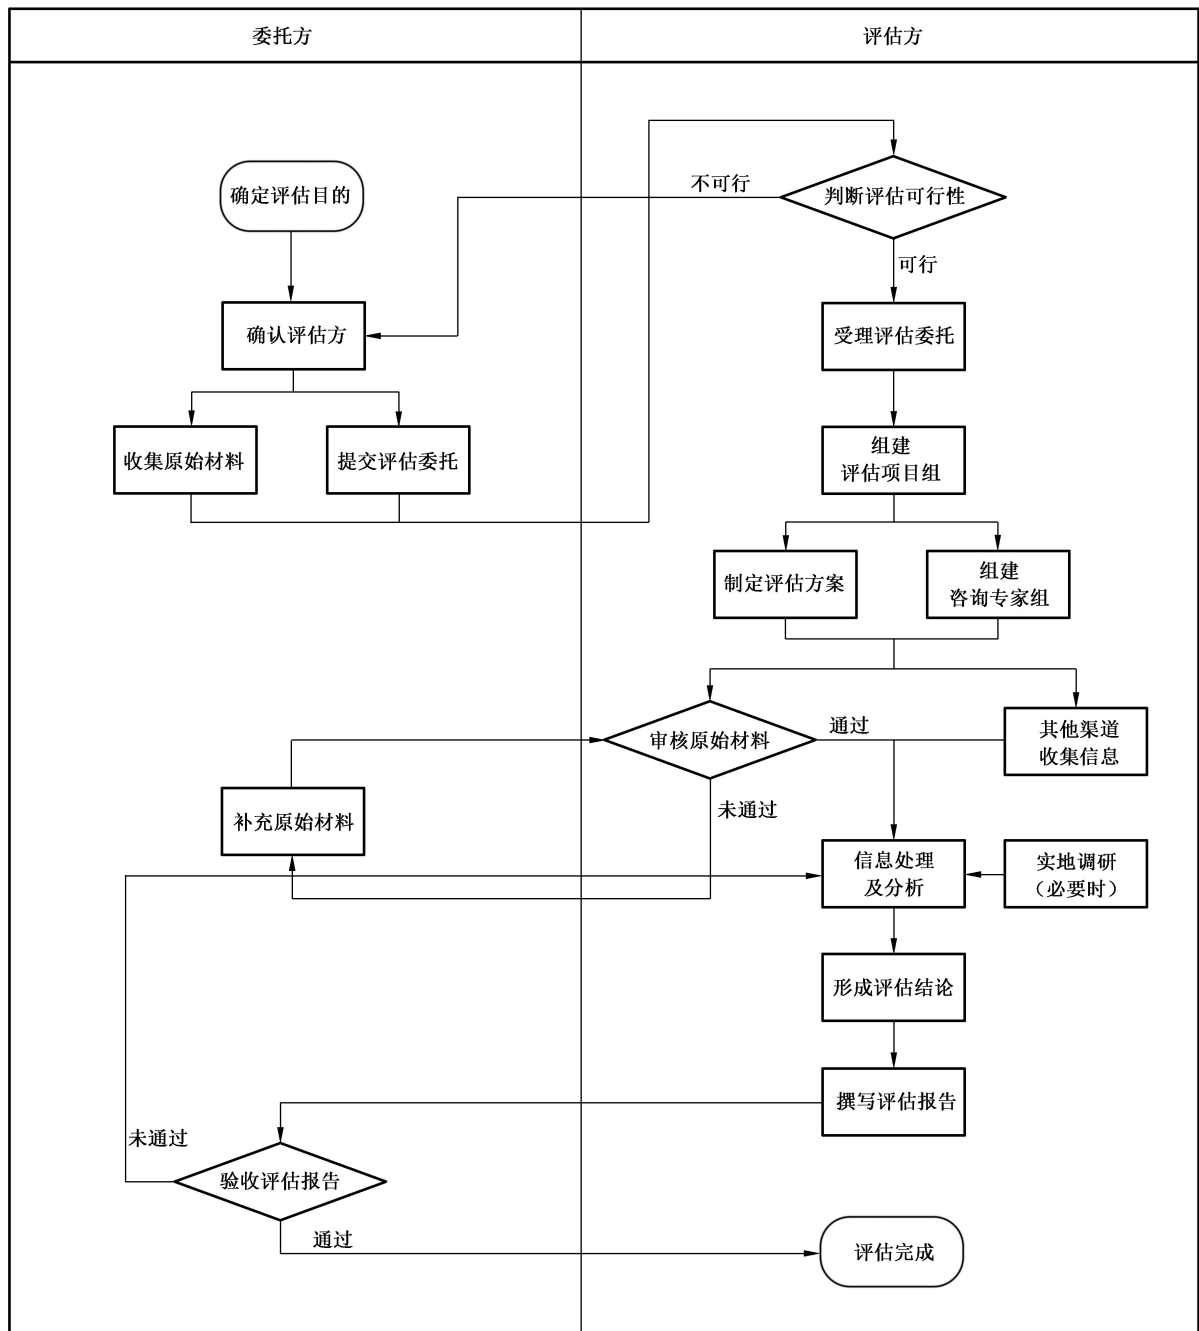 委托方
评估方
不可行
判断评估可行性
确定评估目的
可行
确认评估方
受理评估委托
收集原始材料
提交评估委托
组建
评估项目组
制定评估方案
组建
咨询专家组
审核原始材料
通过
其他渠道
收集信息
未通过
补充原始材料
信息处理
及分析
实地调研
（必要时）
形成评估结论
撰写评估报告
未通过
验收评估报告
通过
评估完成